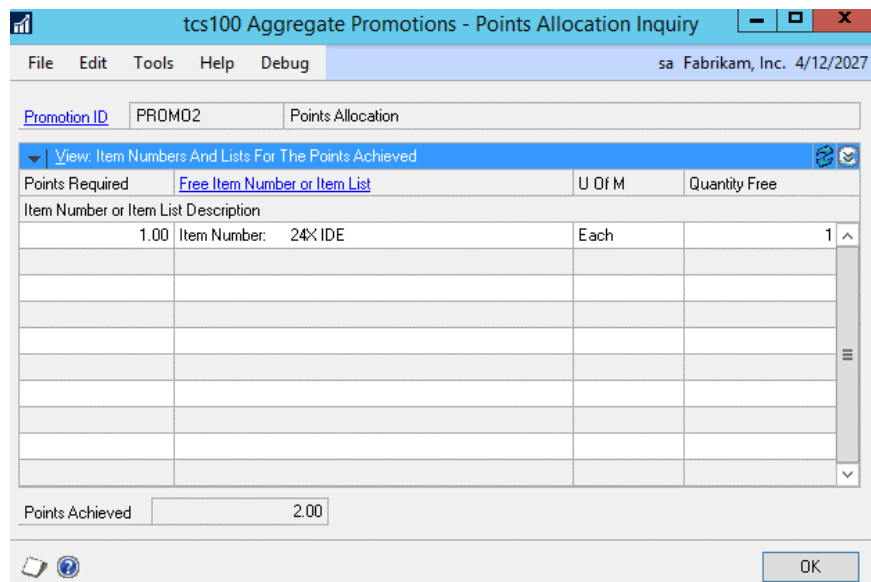 tcs100 Aggregate Promotions - Points Allocation Inquiry
File Edit Tools Help Debug sa Fabrikam, Inc. 4/12/2027
Promotion ID PROMO2 Points Allocation
View: Item Numbers And Lists For The Points Achieved
Points Required Free Item Number or Item List U Of M Quantity Free
Item Number or Item List Description
1.00 Item Number: 24X IDE Each 1
Points Achieved 2.00
OK